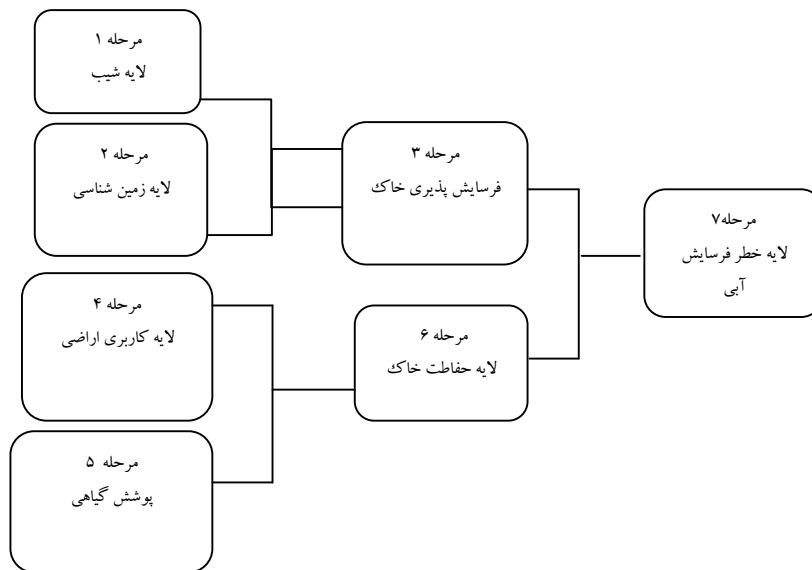 مرحله ۱
لایه شیب
مرحله ۲
لایه زمین شناسی
مرحله ۳
فرسایش پذیری خاک
مرحله ۴
لایه کاربری اراضی
مرحله ۵
پوشش گیاهی
مرحله ۶
لایه حفاطت خاک
مرحله۷
لایه خطر فرسایش
آبی